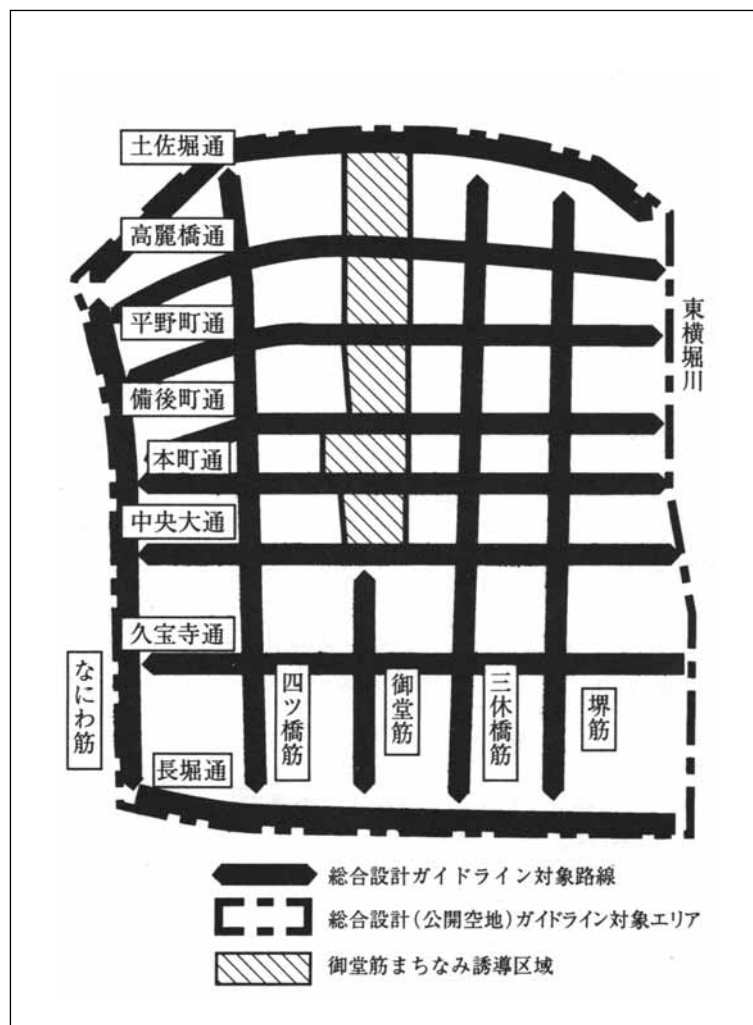 土佐堀通
高麗橋通
平野町通
備後町通
本町通
中央大通
久宝寺通
長堀通
なにわ筋
四ツ橋筋
御堂筋
三休橋筋
堺筋
東横堀川
総合設計ガイドライン対象路線
総合設計(公開空地)ガイドライン対象エリア
御堂筋まちなみ誘導区域